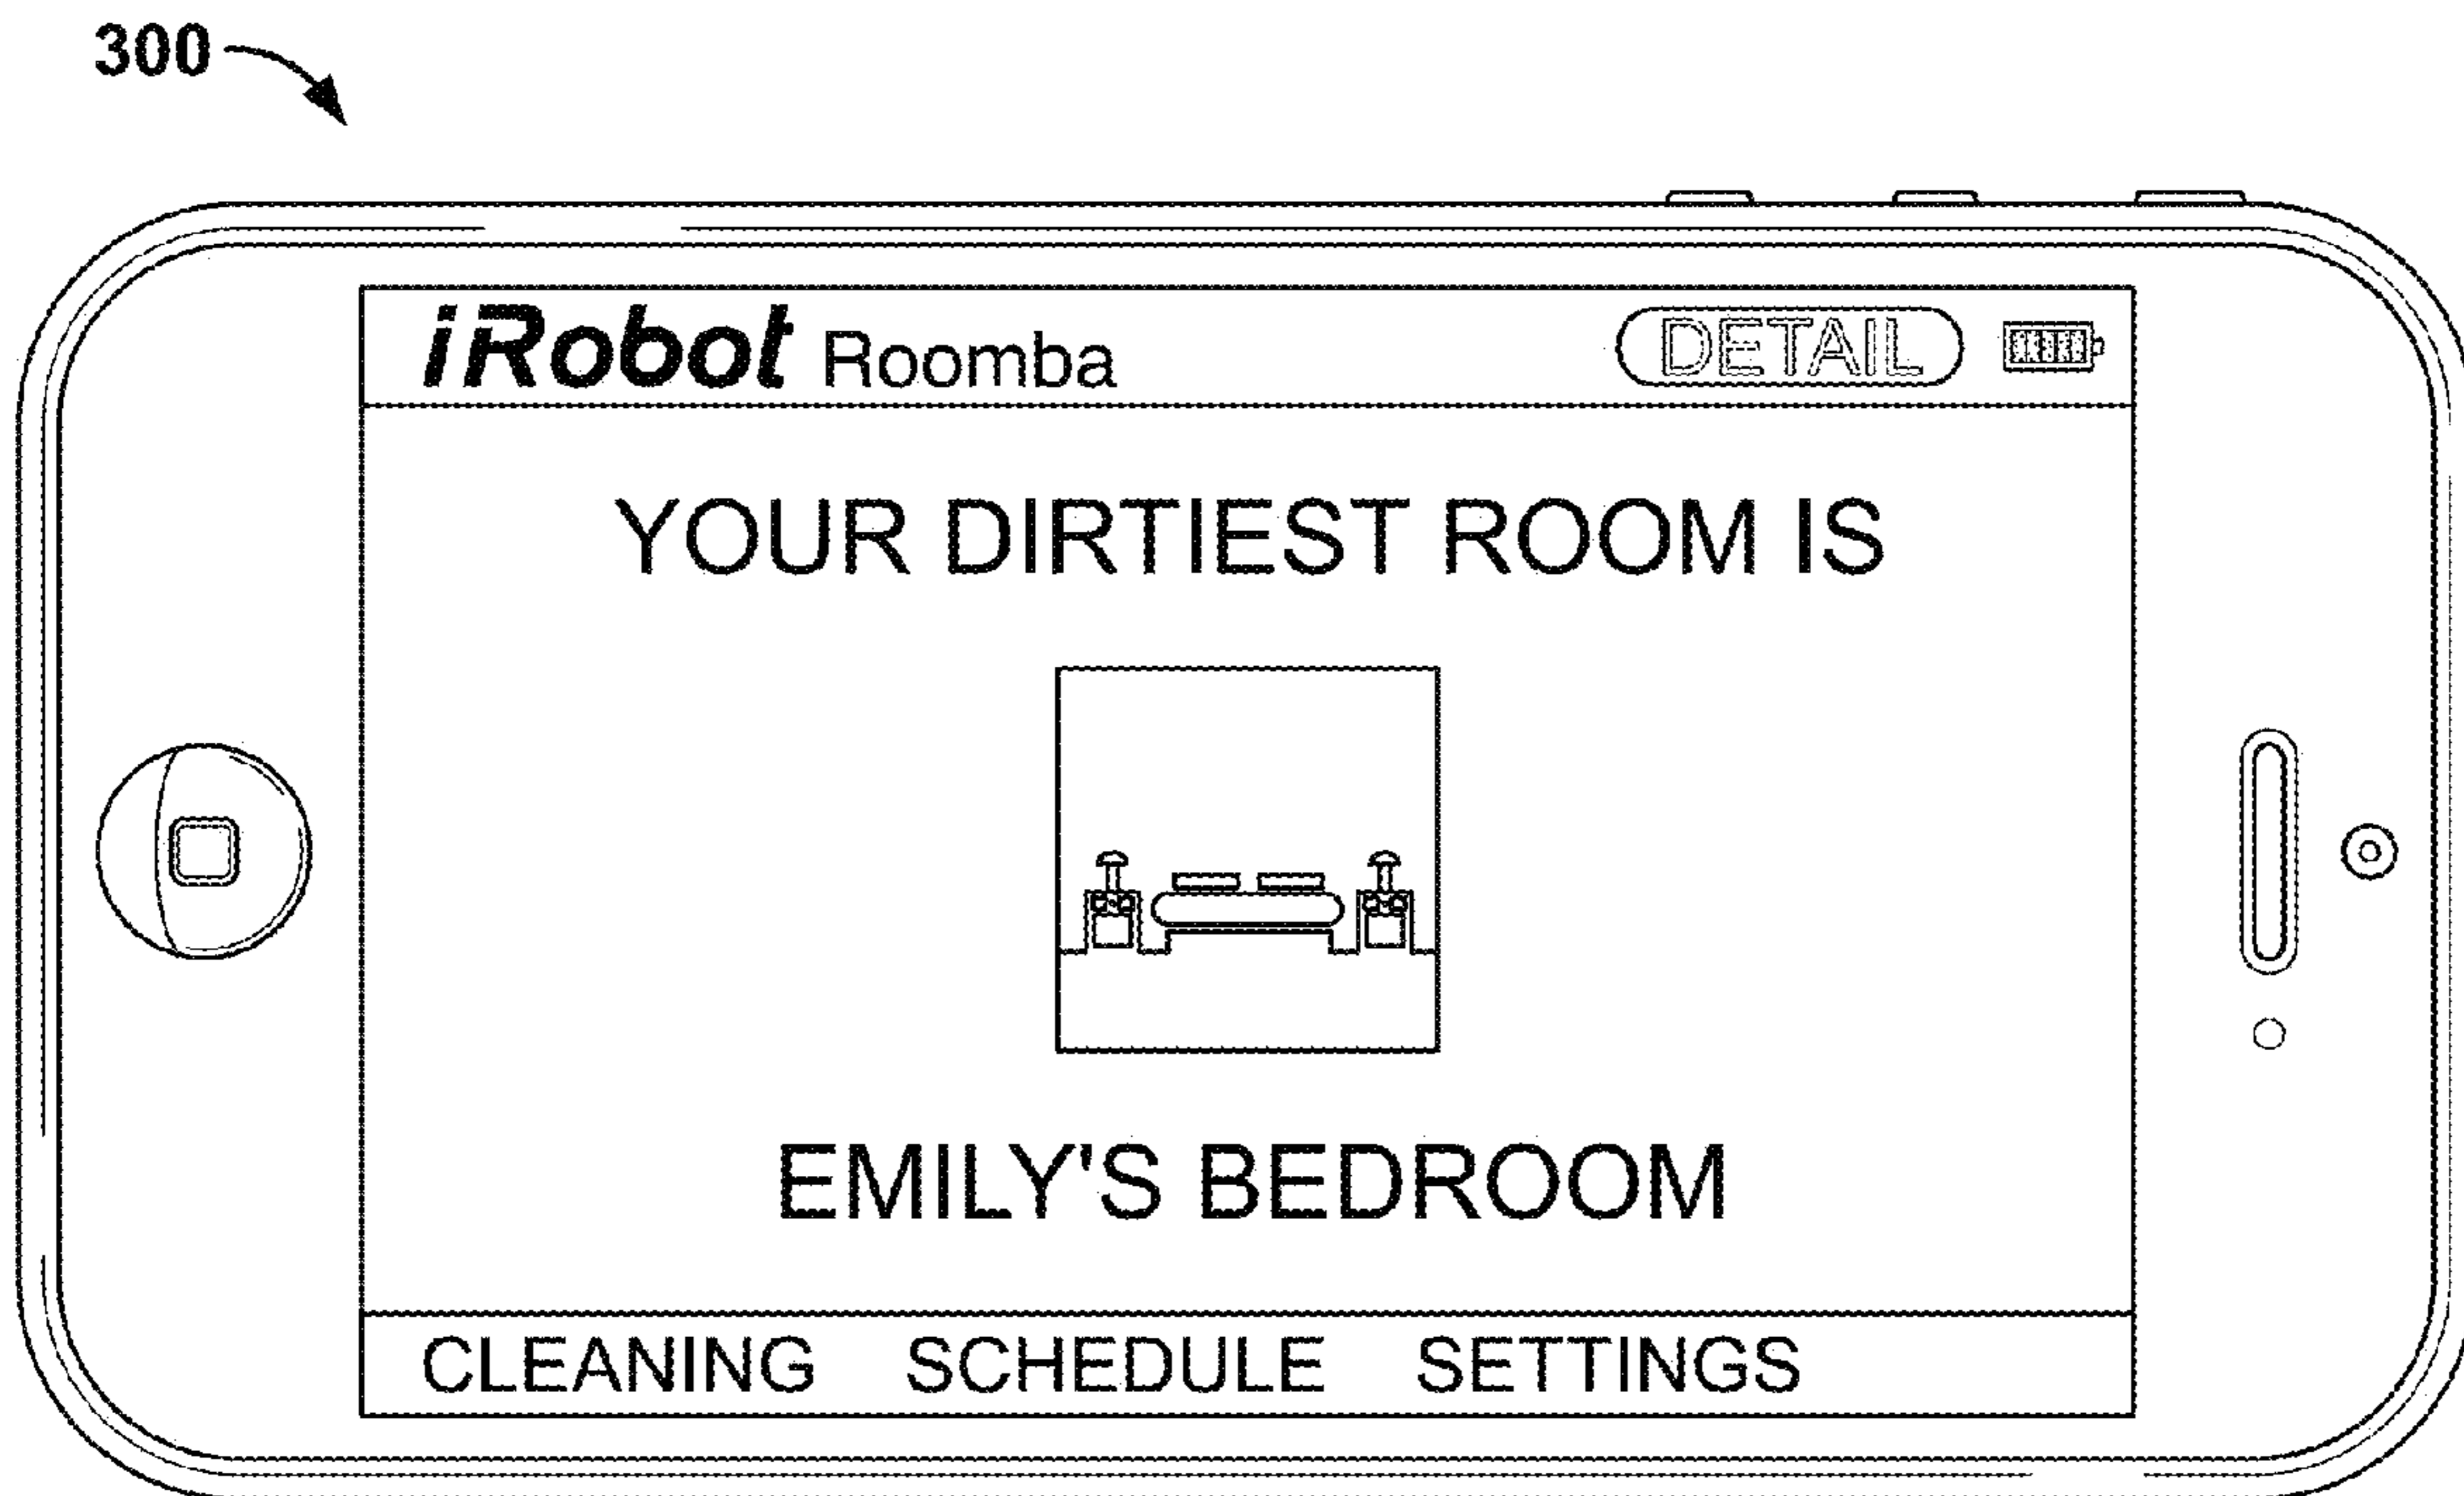 300
iRobot Roomba DETAIL
YOUR DIRTIEST ROOM IS
EMILY'S BEDROOM
CLEANING SCHEDULE SETTINGS